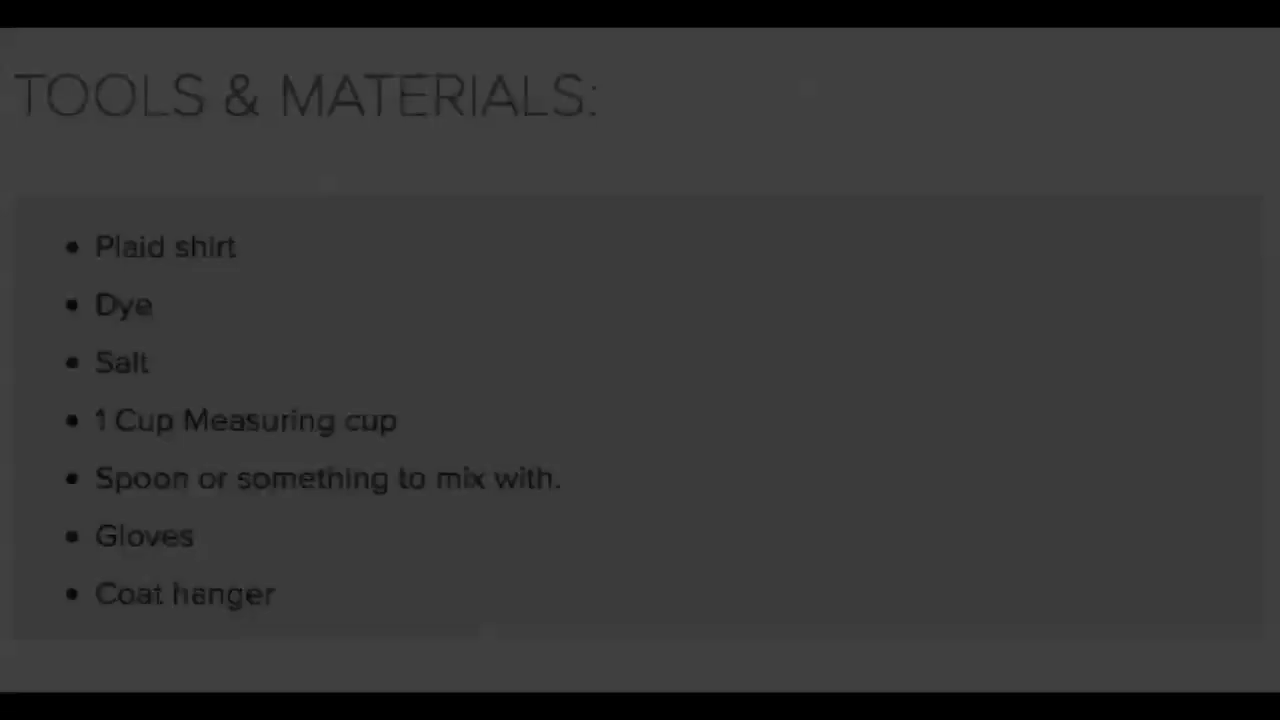 TOOLS & MATERIALS:
• Plaid shirt
• Dye
• Salt
• 1 Cup Measuring cup
• Spoon or something to mix with.
• Gloves
• Coat hanger